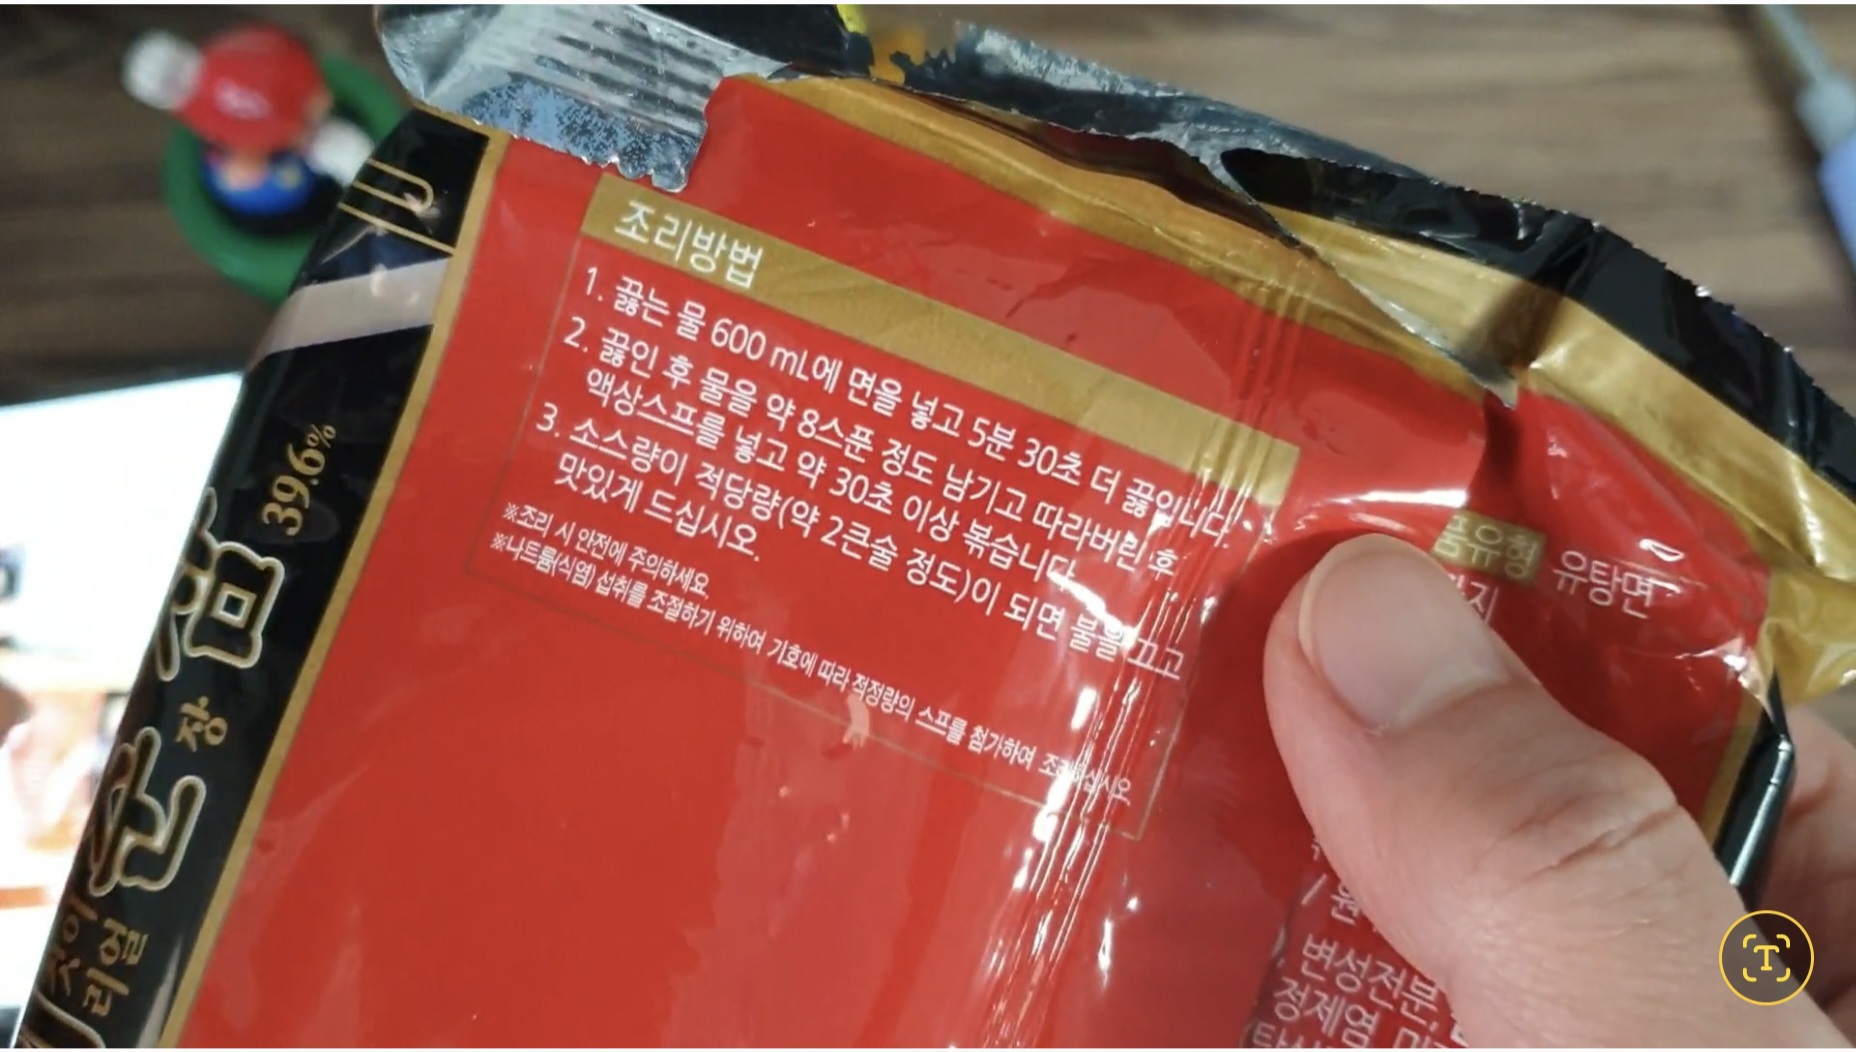 조리방법
1. 끓는 물 600 mL에 면을 넣고 5분 30초 더 끓입니다.
2. 끓인 후 물을 약 8스푼 정도 남기고 따라버린 후
액상스프를 넣고 약 30초 이상 볶습니다.
3. 소스량이 적당량(약 2큰술 정도)이 되면 불을 끄고
맛있게 드십시오.
※조리 시 안전에 주의하세요.
※나트륨(식염) 섭취를 조절하기 위하여 기호에 따라 적정량의 스프를 첨가하여 조리하십시오.
39.6%
춘장
리얼
품유형 유탕면
변성전분,
정제염,